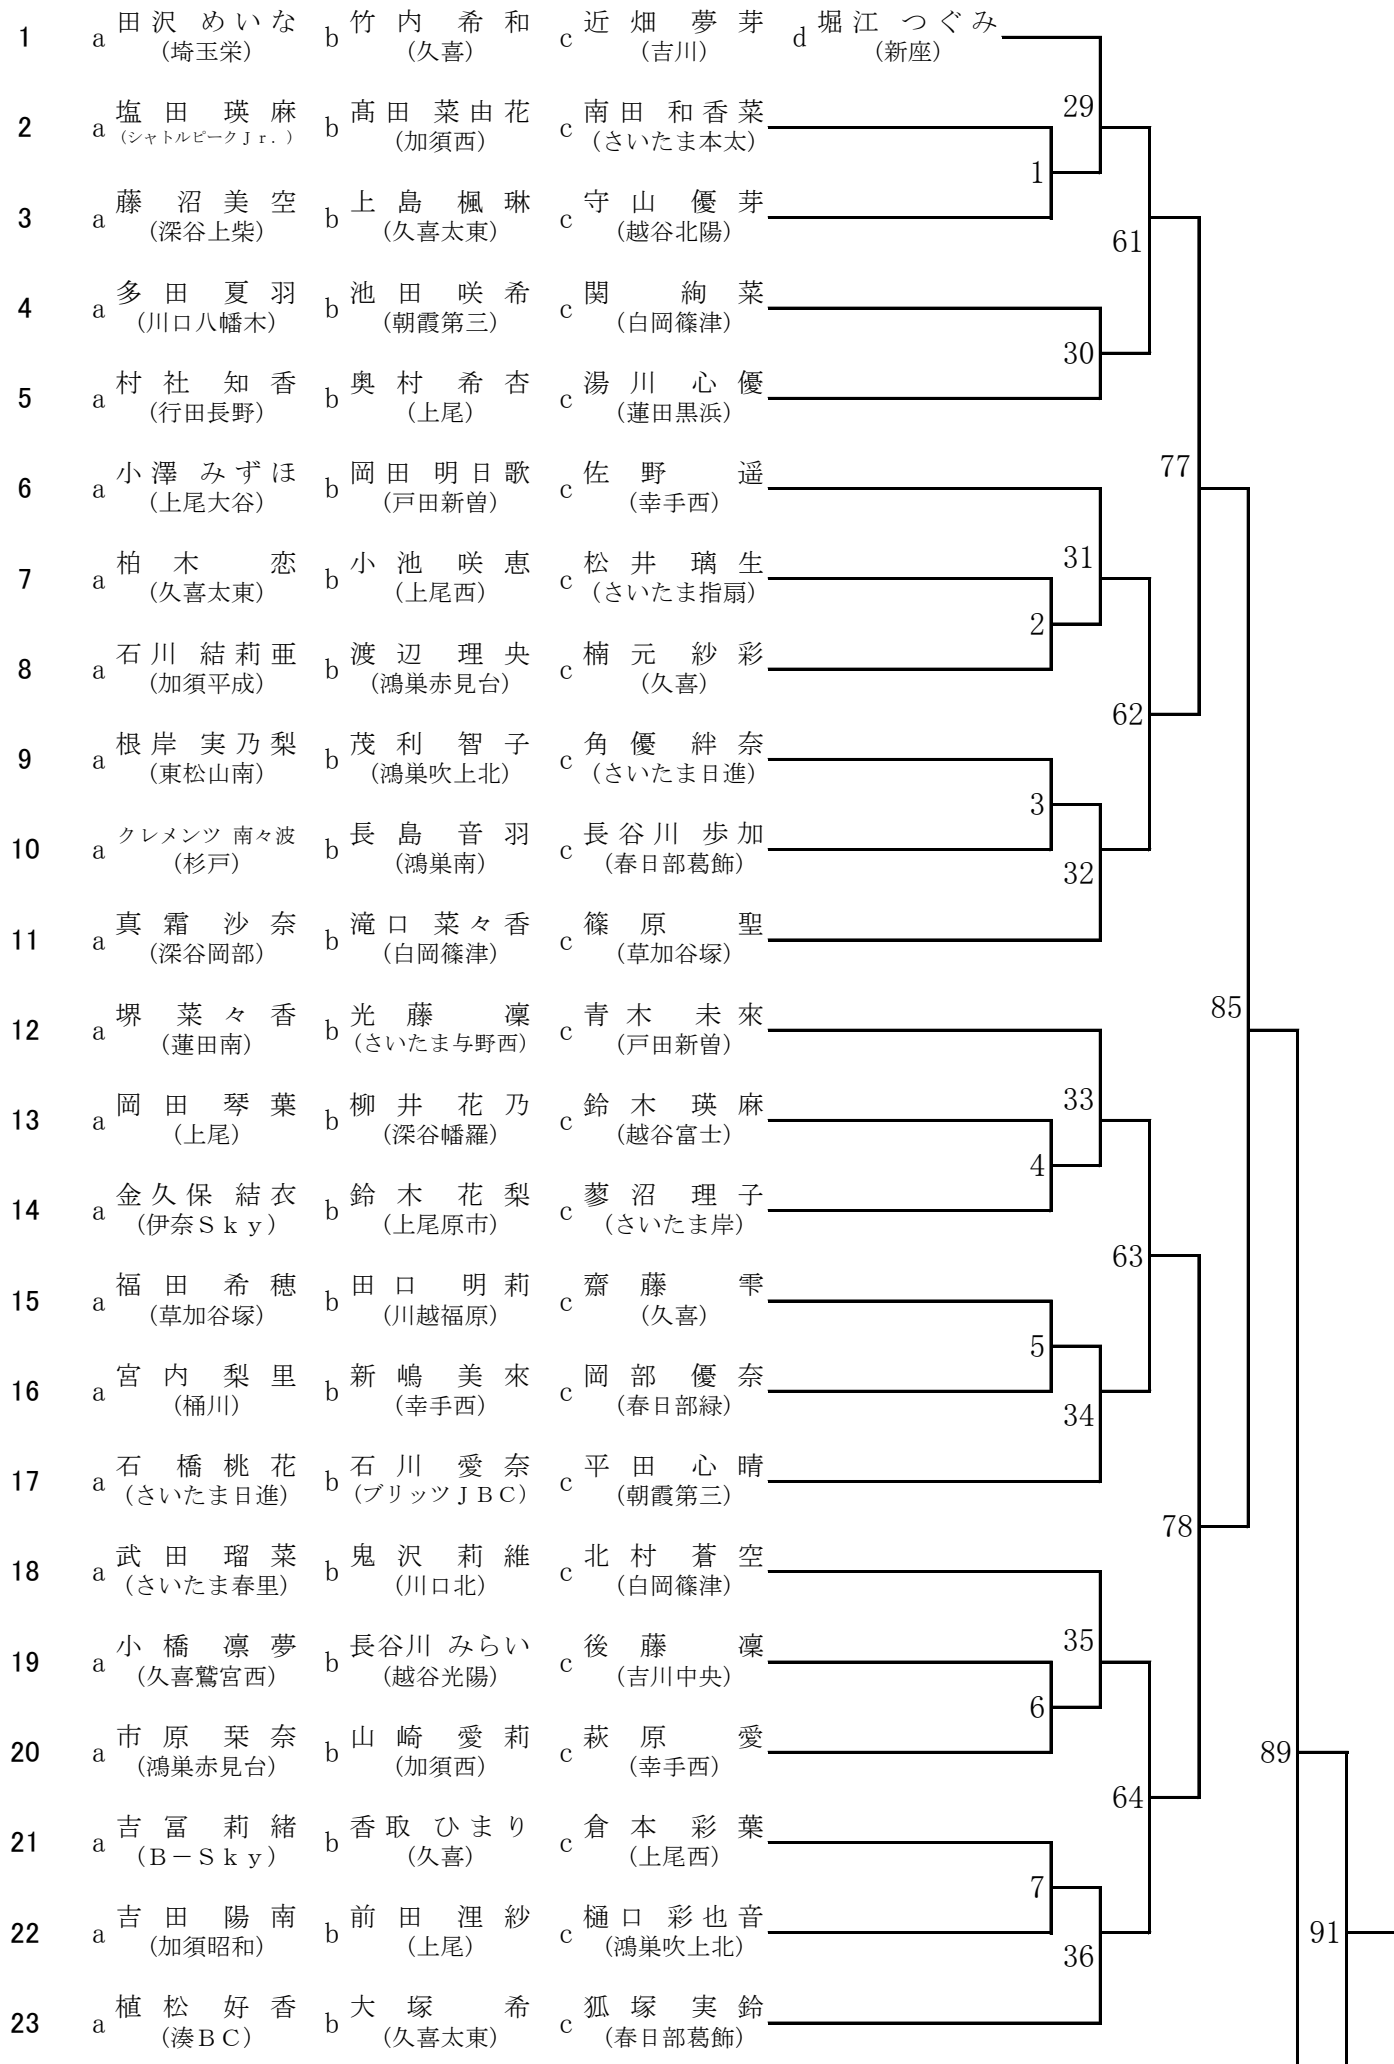 1 a 田沢 めいな b 竹内 希和 c 近畑 夢芽 d 堀江 つぐみ
(埼玉栄) (久喜) (吉川) (新座)
29
2 a 塩田 瑛麻 b 髙田 菜由花 c 南田 和香菜
(シャトルピークJr.) (加須西) (さいたま本太)
1
3 a 藤沼 美空 b 上島 楓琳 c 守山 優芽
(深谷上柴) (久喜太東) (越谷北陽)
61
4 a 多田 夏羽 b 池田 咲希 c 関 絢菜
(川口八幡木) (朝霞第三) (白岡篠津)
30
5 a 村社 知香 b 奥村 希杏 c 湯川 心優
(行田長野) (上尾) (蓮田黒浜)
77
6 a 小澤 みずほ b 岡田 明日歌 c 佐野 遥
(上尾大谷) (戸田新曽) (幸手西)
31
7 a 柏木 恋 b 小池 咲恵 c 松井 璃生
(久喜太東) (上尾西) (さいたま指扇)
2
8 a 石川 結莉亜 b 渡辺 理央 c 楠元 紗彩
(加須平成) (鴻巣赤見台) (久喜)
62
9 a 根岸 実乃梨 b 茂利 智子 c 角 優絆奈
(東松山南) (鴻巣吹上北) (さいたま日進)
3
10 a クレメンツ 南々波 b 長島 音羽 c 長谷川 歩加
(杉戸) (鴻巣南) (春日部葛飾)
32
11 a 真霜 沙奈 b 滝口 菜々香 c 篠原 聖
(深谷岡部) (白岡篠津) (草加谷塚)
85
12 a 堺 菜々香 b 光藤 凜 c 青木 未來
(蓮田南) (さいたま与野西) (戸田新曽)
33
13 a 岡田 琴葉 b 柳井 花乃 c 鈴木 瑛麻
(上尾) (深谷幡羅) (越谷富士)
4
14 a 金久保 結衣 b 鈴木 花梨 c 蓼沼 理子
(伊奈Sky) (上尾原市) (さいたま岸)
63
15 a 福田 希穂 b 田口 明莉 c 齋藤 雫
(草加谷塚) (川越福原) (久喜)
5
16 a 宮内 梨里 b 新嶋 美來 c 岡部 優奈
(桶川) (幸手西) (春日部緑)
34
17 a 石橋 桃花 b 石川 愛奈 c 平田 心晴
(さいたま日進) (ブリッツJBC) (朝霞第三)
78
18 a 武田 瑠菜 b 鬼沢 莉維 c 北村 蒼空
(さいたま春里) (川口北) (白岡篠津)
35
19 a 小橋 凛夢 b 長谷川 みらい c 後藤 凜
(久喜鷲宮西) (越谷光陽) (吉川中央)
6
20 a 市原 栞奈 b 山崎 愛莉 c 萩原 愛
(鴻巣赤見台) (加須西) (幸手西)
89
64
21 a 吉冨 莉緒 b 香取 ひまり c 倉本 彩葉
(B－Sky) (久喜) (上尾西)
7
22 a 吉田 陽南 b 前田 浬紗 c 樋口 彩也音
(加須昭和) (上尾) (鴻巣吹上北)
91
36
23 a 植松 好香 b 大塚 希 c 狐塚 実鈴
(湊BC) (久喜太東) (春日部葛飾)